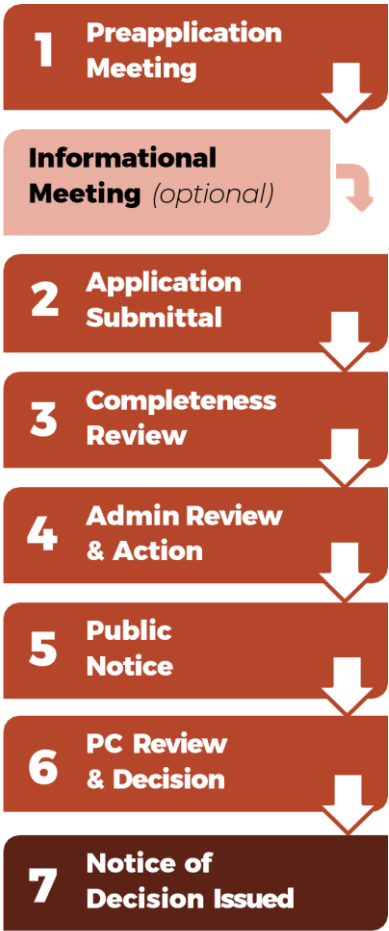 1
Preapplication
Meeting
Informational
Meeting (optional)
2
Application
Submittal
3
Completeness
Review
4
Admin Review
& Action
5
Public
Notice
6
PC Review
& Decision
7
Notice of
Decision Issued